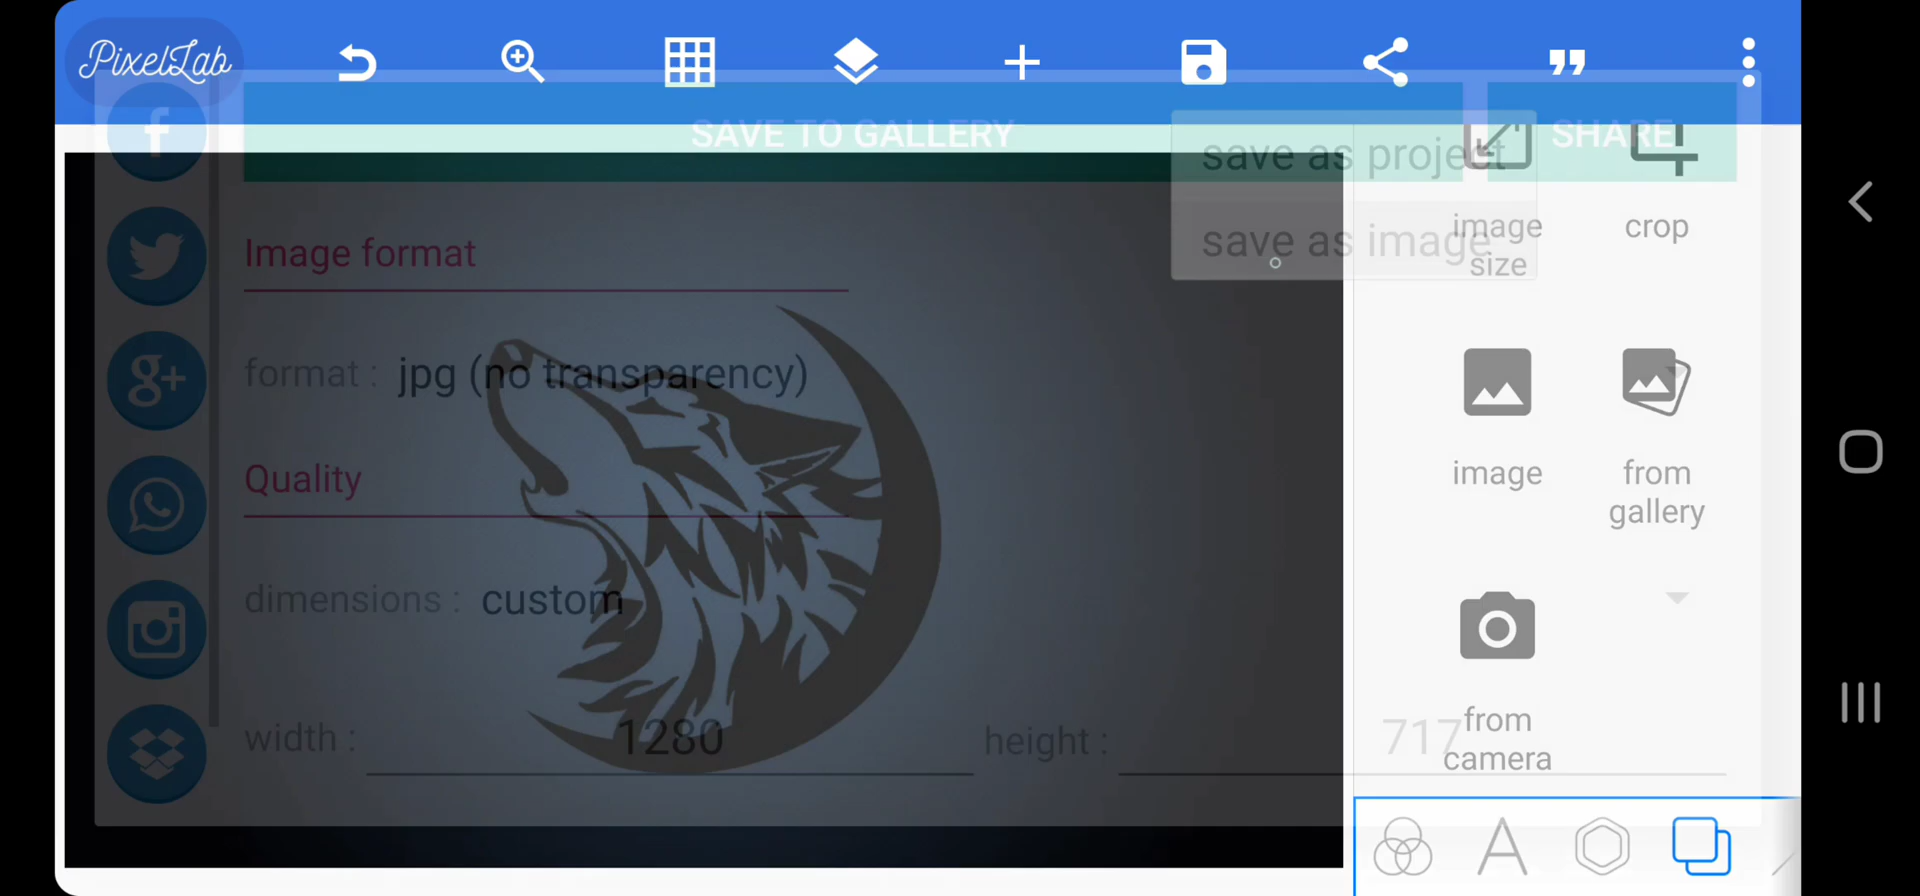 PixelLab
SAVE TO GALLERY
SHARE
save as project
save as image
image
size
crop
Image format
format :
jpg (no transparency)
image
from
gallery
Quality
dimensions :
custom
width :
1280
height :
717
from
camera